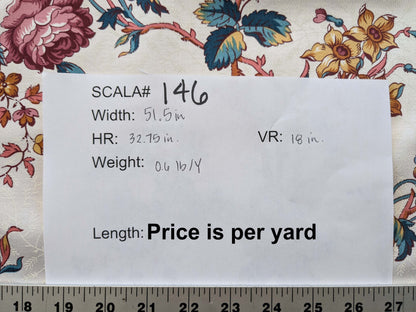 SCALA# 146
Width: 51.5 in
HR: 32.75 in. VR: 18 in.
Weight: 0.6 lb/Y
Length: Price is per yard
18 19 20 21 22 23 24 25 26 27